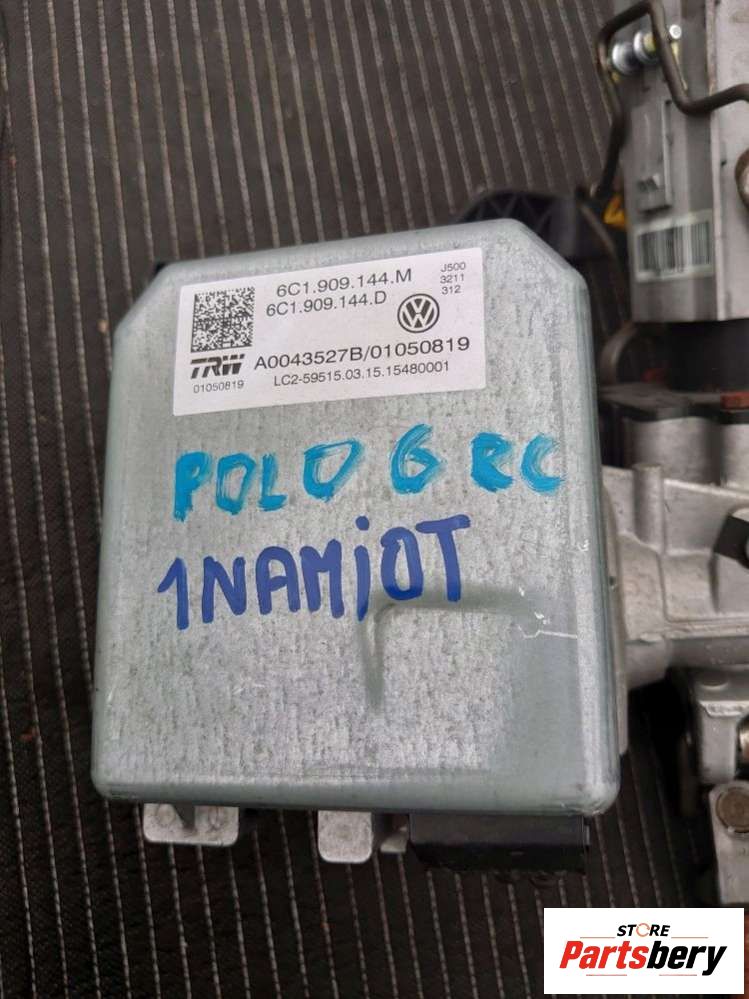 6C1.909.144.M
6C1.909.144.D
J500
3211
312
TRW
01050819
A0043527B/01050819
LC2-59515.03.15.15480001
POLO 6 RC
1NAMiOT
STORE
Partsbery